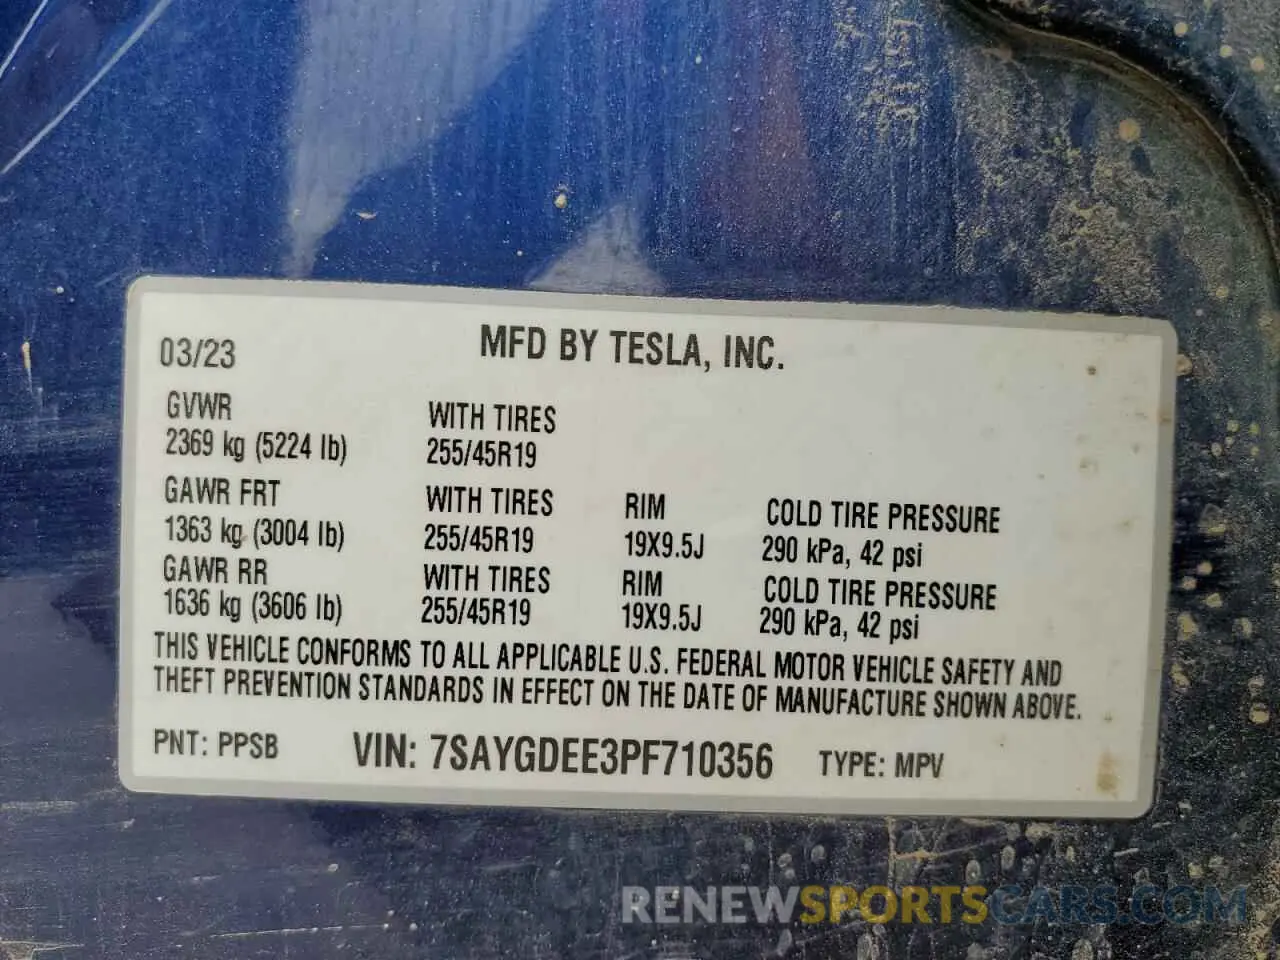 03/23 MFD BY TESLA, INC.
GVWR WITH TIRES
2369 kg (5224 lb) 255/45R19
GAWR FRT WITH TIRES RIM COLD TIRE PRESSURE
1363 kg (3004 lb) 255/45R19 19X9.5J 290 kPa, 42 psi
GAWR RR WITH TIRES RIM COLD TIRE PRESSURE
1636 kg (3606 lb) 255/45R19 19X9.5J 290 kPa, 42 psi
THIS VEHICLE CONFORMS TO ALL APPLICABLE U.S. FEDERAL MOTOR VEHICLE SAFETY AND
THEFT PREVENTION STANDARDS IN EFFECT ON THE DATE OF MANUFACTURE SHOWN ABOVE.
PNT: PPSB VIN: 7SAYGDEE3PF710356 TYPE: MPV
RENEWSPORTSCARS.COM